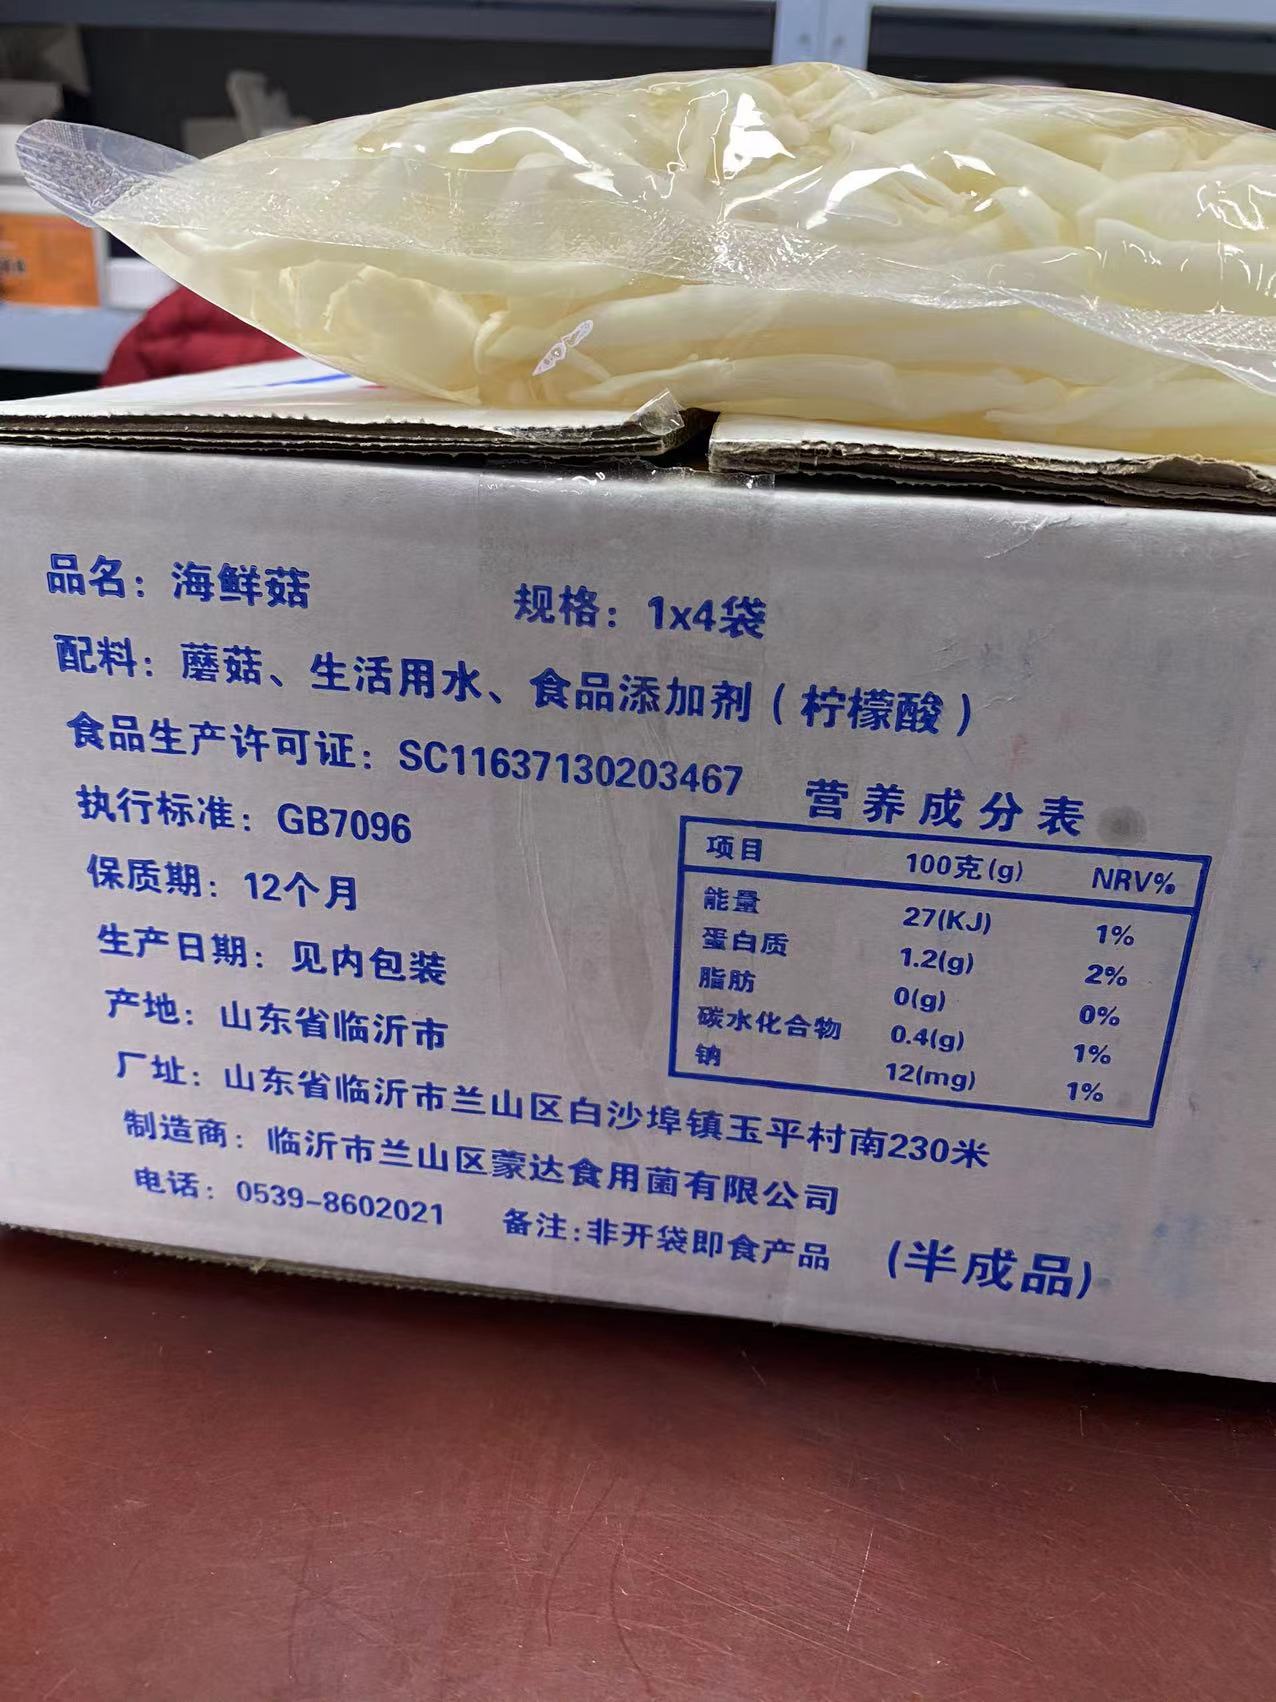 品名：海鲜菇 规格：1x4袋
配料：蘑菇、生活用水、食品添加剂（柠檬酸）
食品生产许可证：SC11637130203467
执行标准：GB7096
保质期：12个月
生产日期：见内包装
产地：山东省临沂市
厂址：山东省临沂市兰山区白沙埠镇玉平村南230米
制造商：临沂市兰山区蒙达食用菌有限公司
电话：0539-8602021 备注:非开袋即食产品 (半成品)
营养成分表
项目 100克(g) NRV%
能量 27(KJ) 1%
蛋白质 1.2(g) 2%
脂肪 0(g) 0%
碳水化合物 0.4(g) 1%
钠 12(mg) 1%